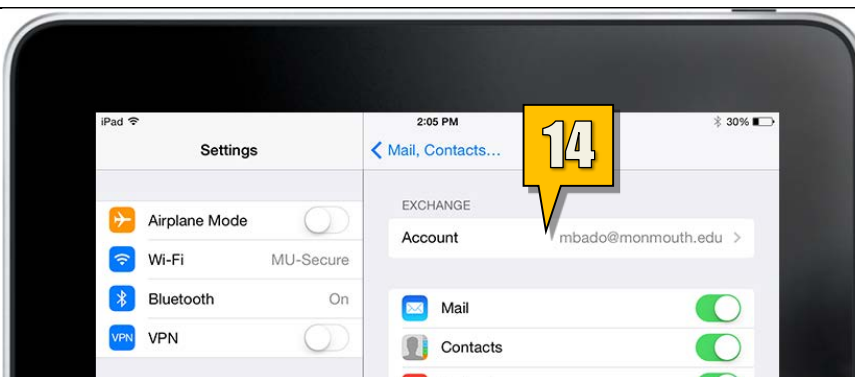 iPad 2:05 PM 30%
Settings
Mail, Contacts...
14
EXCHANGE
Account mbado@monmouth.edu
Airplane Mode
Wi-Fi MU-Secure
Bluetooth On
VPN VPN
Mail
Contacts